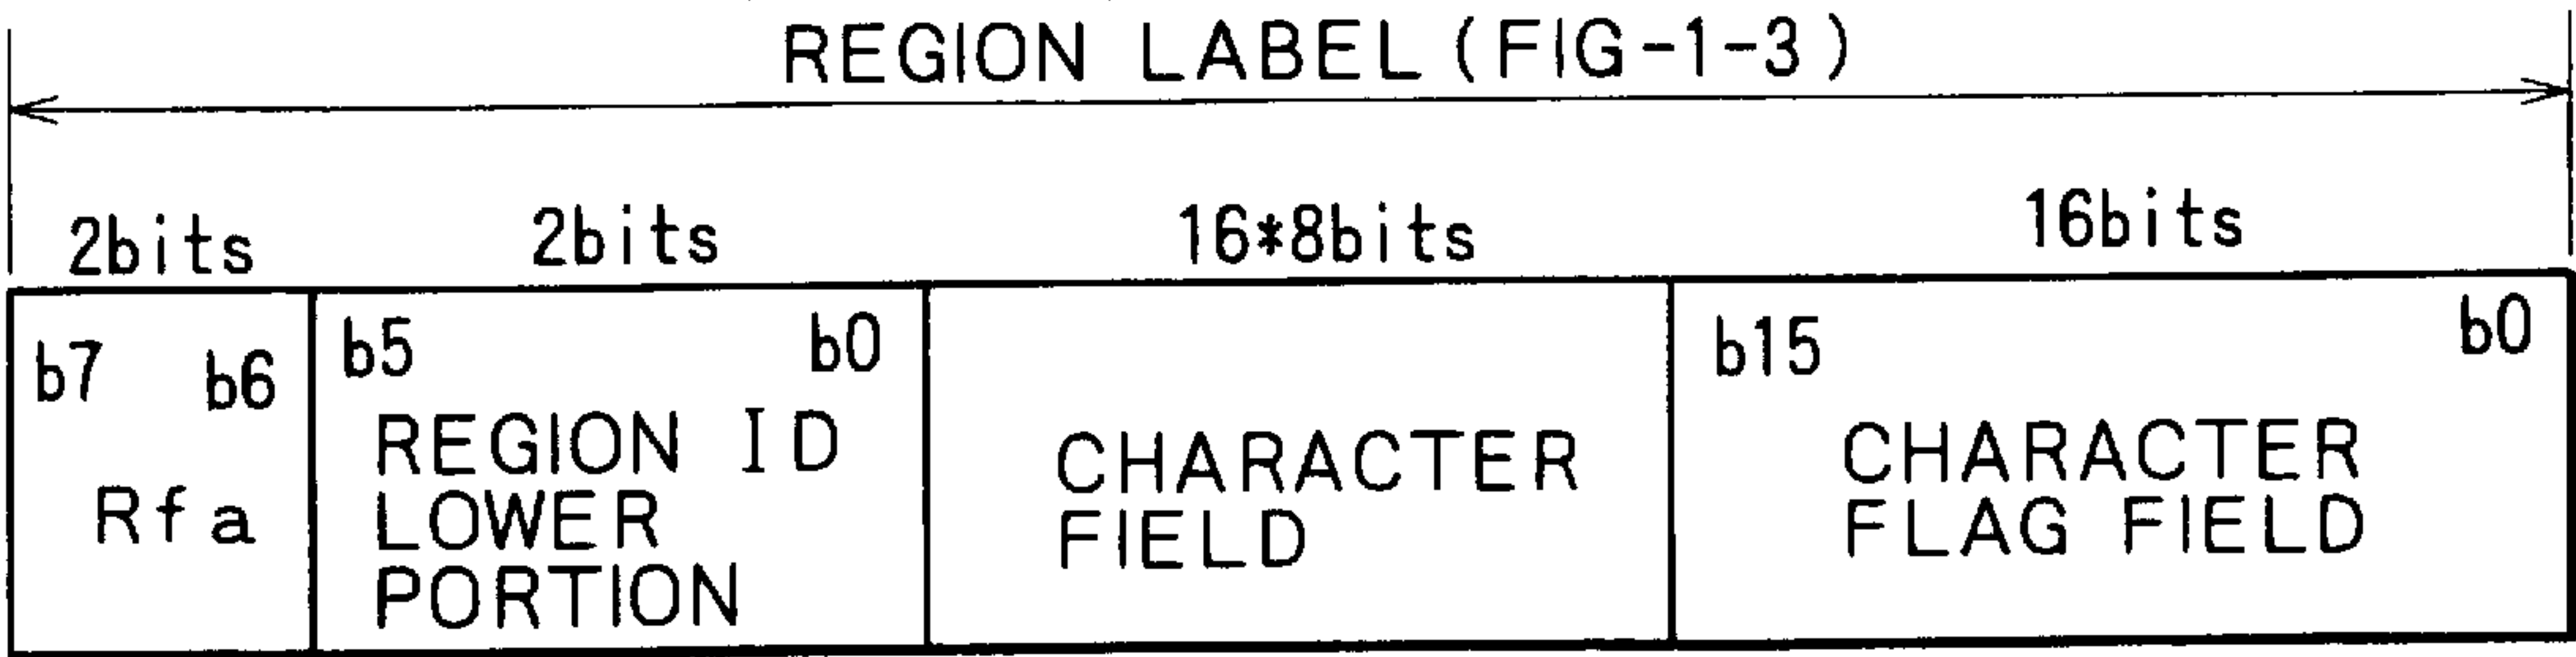 REGION LABEL (FIG-1-3)
2bits 2bits 16*8bits 16bits
b7 b6 b5 b0 b15 b0
Rfa
REGION ID
LOWER
PORTION
CHARACTER
FIELD
CHARACTER
FLAG FIELD